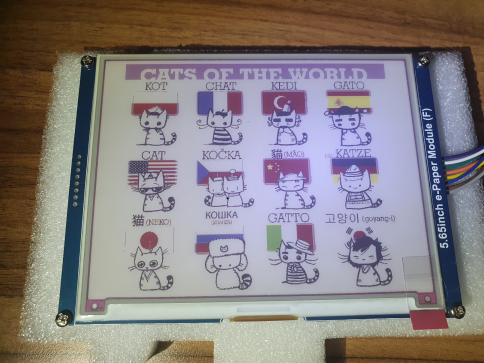 CATS OF THE WORLD
KOT CHAT KEDI GATO
CAT KOČKA 貓 (MĀO) KATZE
猫 (NEKO) КОШКА GATTO 고양이 (goyang-i)
5.65inch e-Paper Module (F)